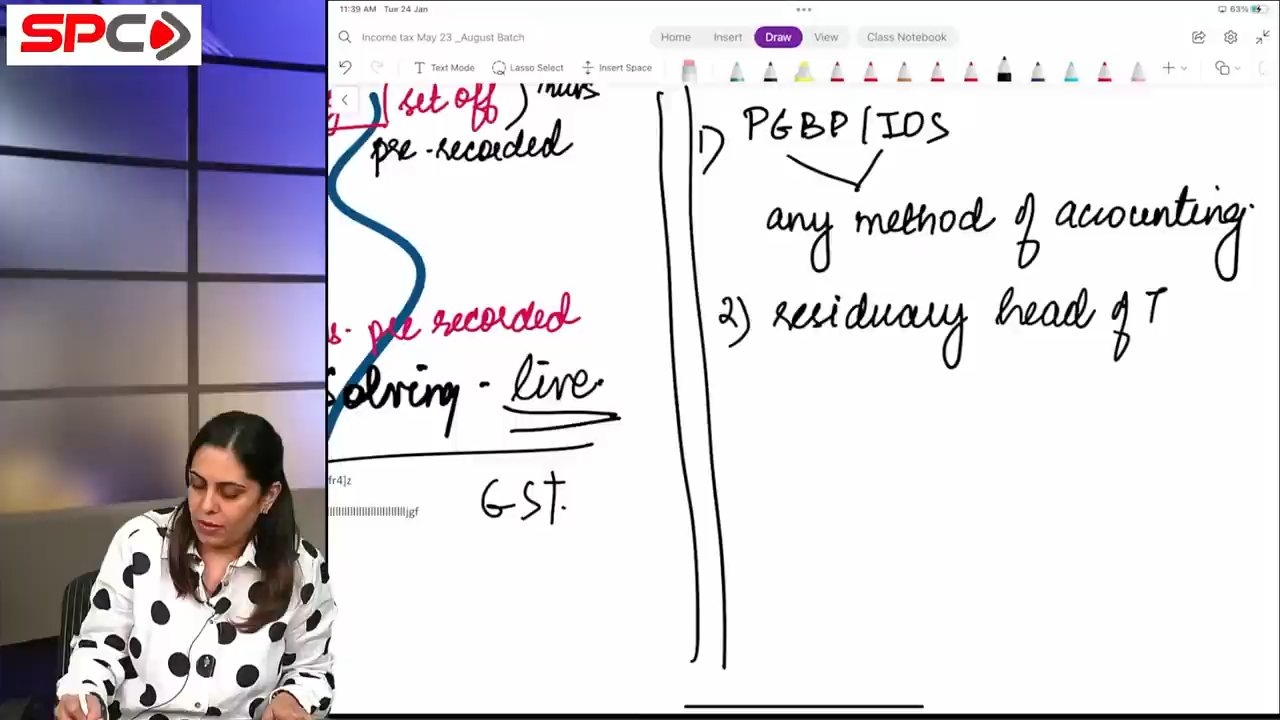 SPC
11:39 AM Tue 24 Jan
63%
Income tax May 23 _August Batch
Home Insert Draw View Class Notebook
Text Mode Lasso Select Insert Space
(set off)
pre-recorded
s. pre recorded
Solving - live.
fr4]z
GST.
1) PGBP/IOS
any method of accounting.
2) residuary head of I